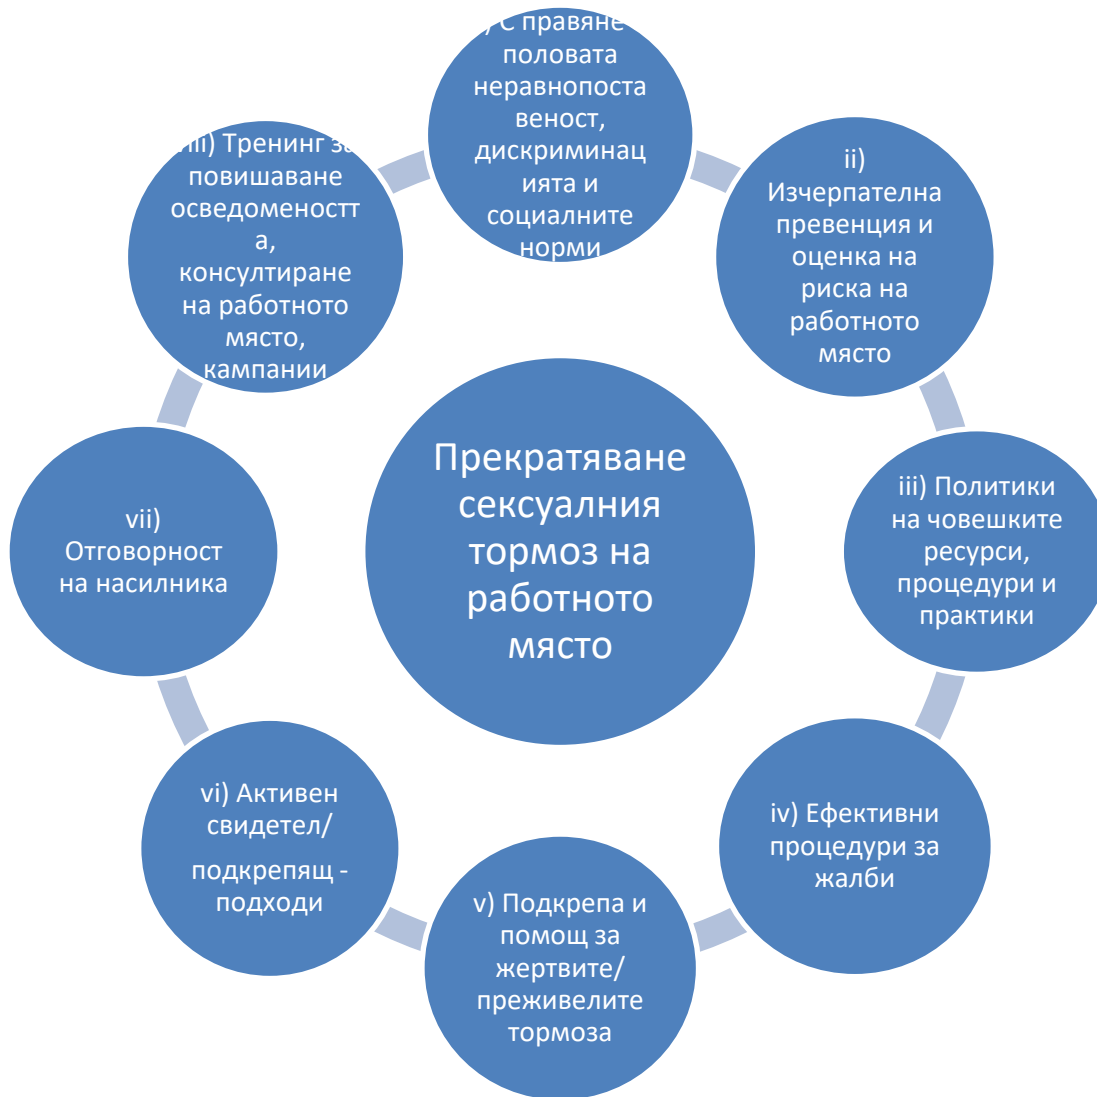 ) С правяне
половата
неравнопоста
веност,
дискриминац
ията и
социалните
норми
ii)
Изчерпателна
превенция и
оценка на
риска на
работното
място
iii) Политики
на човешките
ресурси,
процедури и
практики
iv) Ефективни
процедури за
жалби
v) Подкрепа и
помощ за
жертвите/
преживелите
тормоза
vi) Активен
свидетел/
подкрепящ -
подходи
vii)
Отговорност
на насилника
viii) Тренинг за
повишаване
осведоменостт
а,
консултиране
на работното
място,
кампании
Прекратяване
сексуалния
тормоз на
работното
място